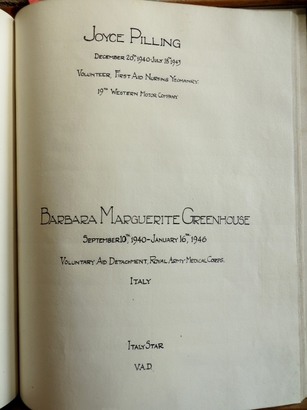 Joyce Pilling
December 20th, 1940-July 18th 1943
Volunteer, First Aid Nursing Yeomanry.
19th Western Motor Company
Barbara Marguerite Greenhouse
September 10th, 1940-January 16th, 1946
Voluntary Aid Detachment, Royal Army Medical Corps.
Italy
Italy Star
V.A.D.